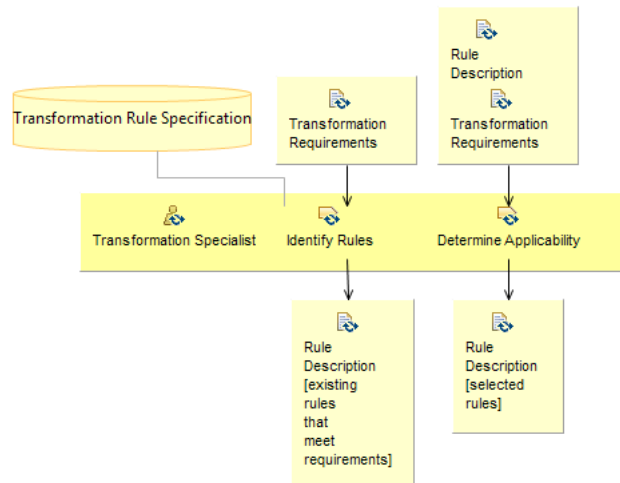 Rule
Description
Transformation
Requirements
Transformation
Requirements
Transformation Rule Specification
Transformation Specialist
Identify Rules
Determine Applicability
Rule
Description
[existing
rules
that
meet
requirements]
Rule
Description
[selected
rules]